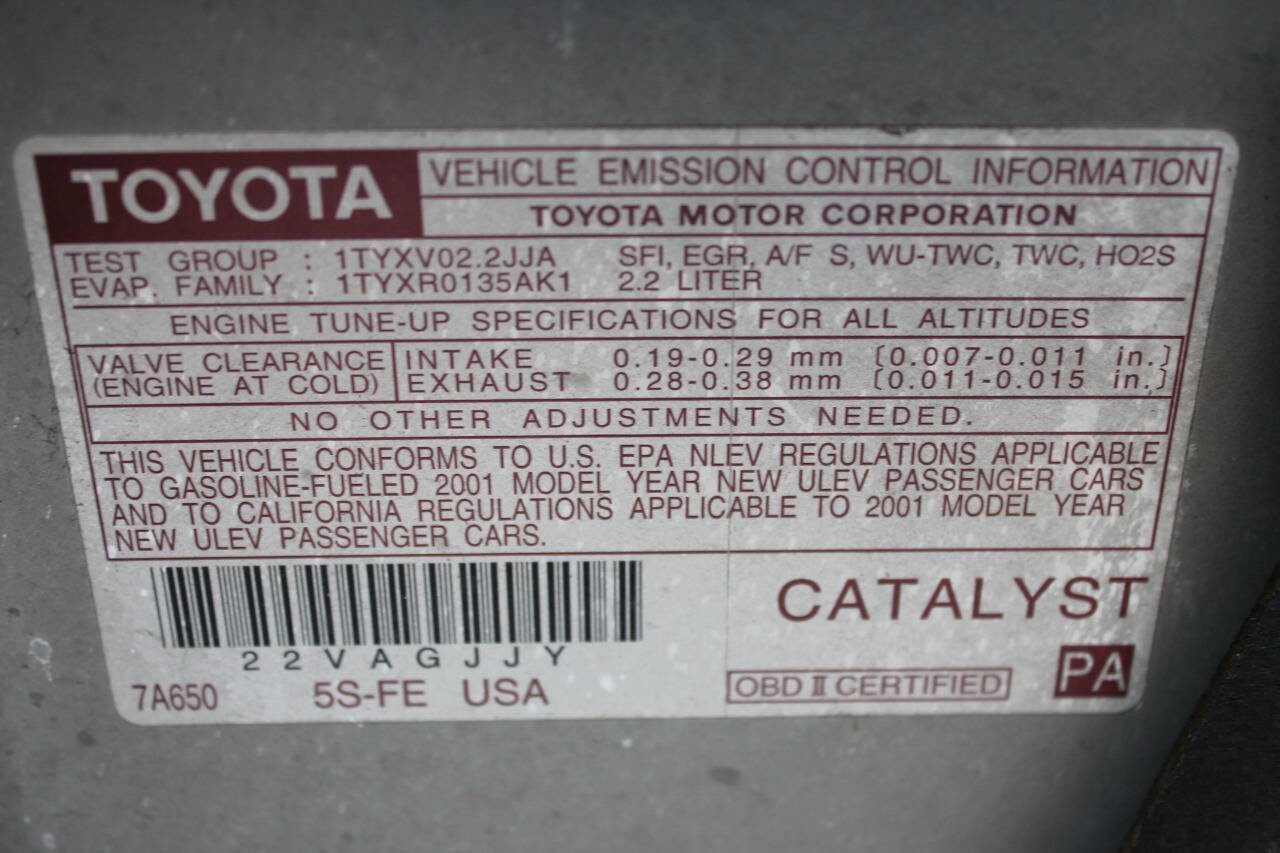 TOYOTA VEHICLE EMISSION CONTROL INFORMATION
TOYOTA MOTOR CORPORATION
TEST GROUP : 1TYXV02.2JJA SFI, EGR, A/F S, WU-TWC, TWC, HO2S
EVAP. FAMILY : 1TYXR0135AK1 2.2 LITER
ENGINE TUNE-UP SPECIFICATIONS FOR ALL ALTITUDES
VALVE CLEARANCE INTAKE 0.19-0.29 mm [0.007-0.011 in.]
(ENGINE AT COLD) EXHAUST 0.28-0.38 mm [0.011-0.015 in.]
NO OTHER ADJUSTMENTS NEEDED.
THIS VEHICLE CONFORMS TO U.S. EPA NLEV REGULATIONS APPLICABLE
TO GASOLINE-FUELED 2001 MODEL YEAR NEW ULEV PASSENGER CARS
AND TO CALIFORNIA REGULATIONS APPLICABLE TO 2001 MODEL YEAR
NEW ULEV PASSENGER CARS.
CATALYST
22VAGJJY
7A650 5S-FE USA OBD II CERTIFIED PA